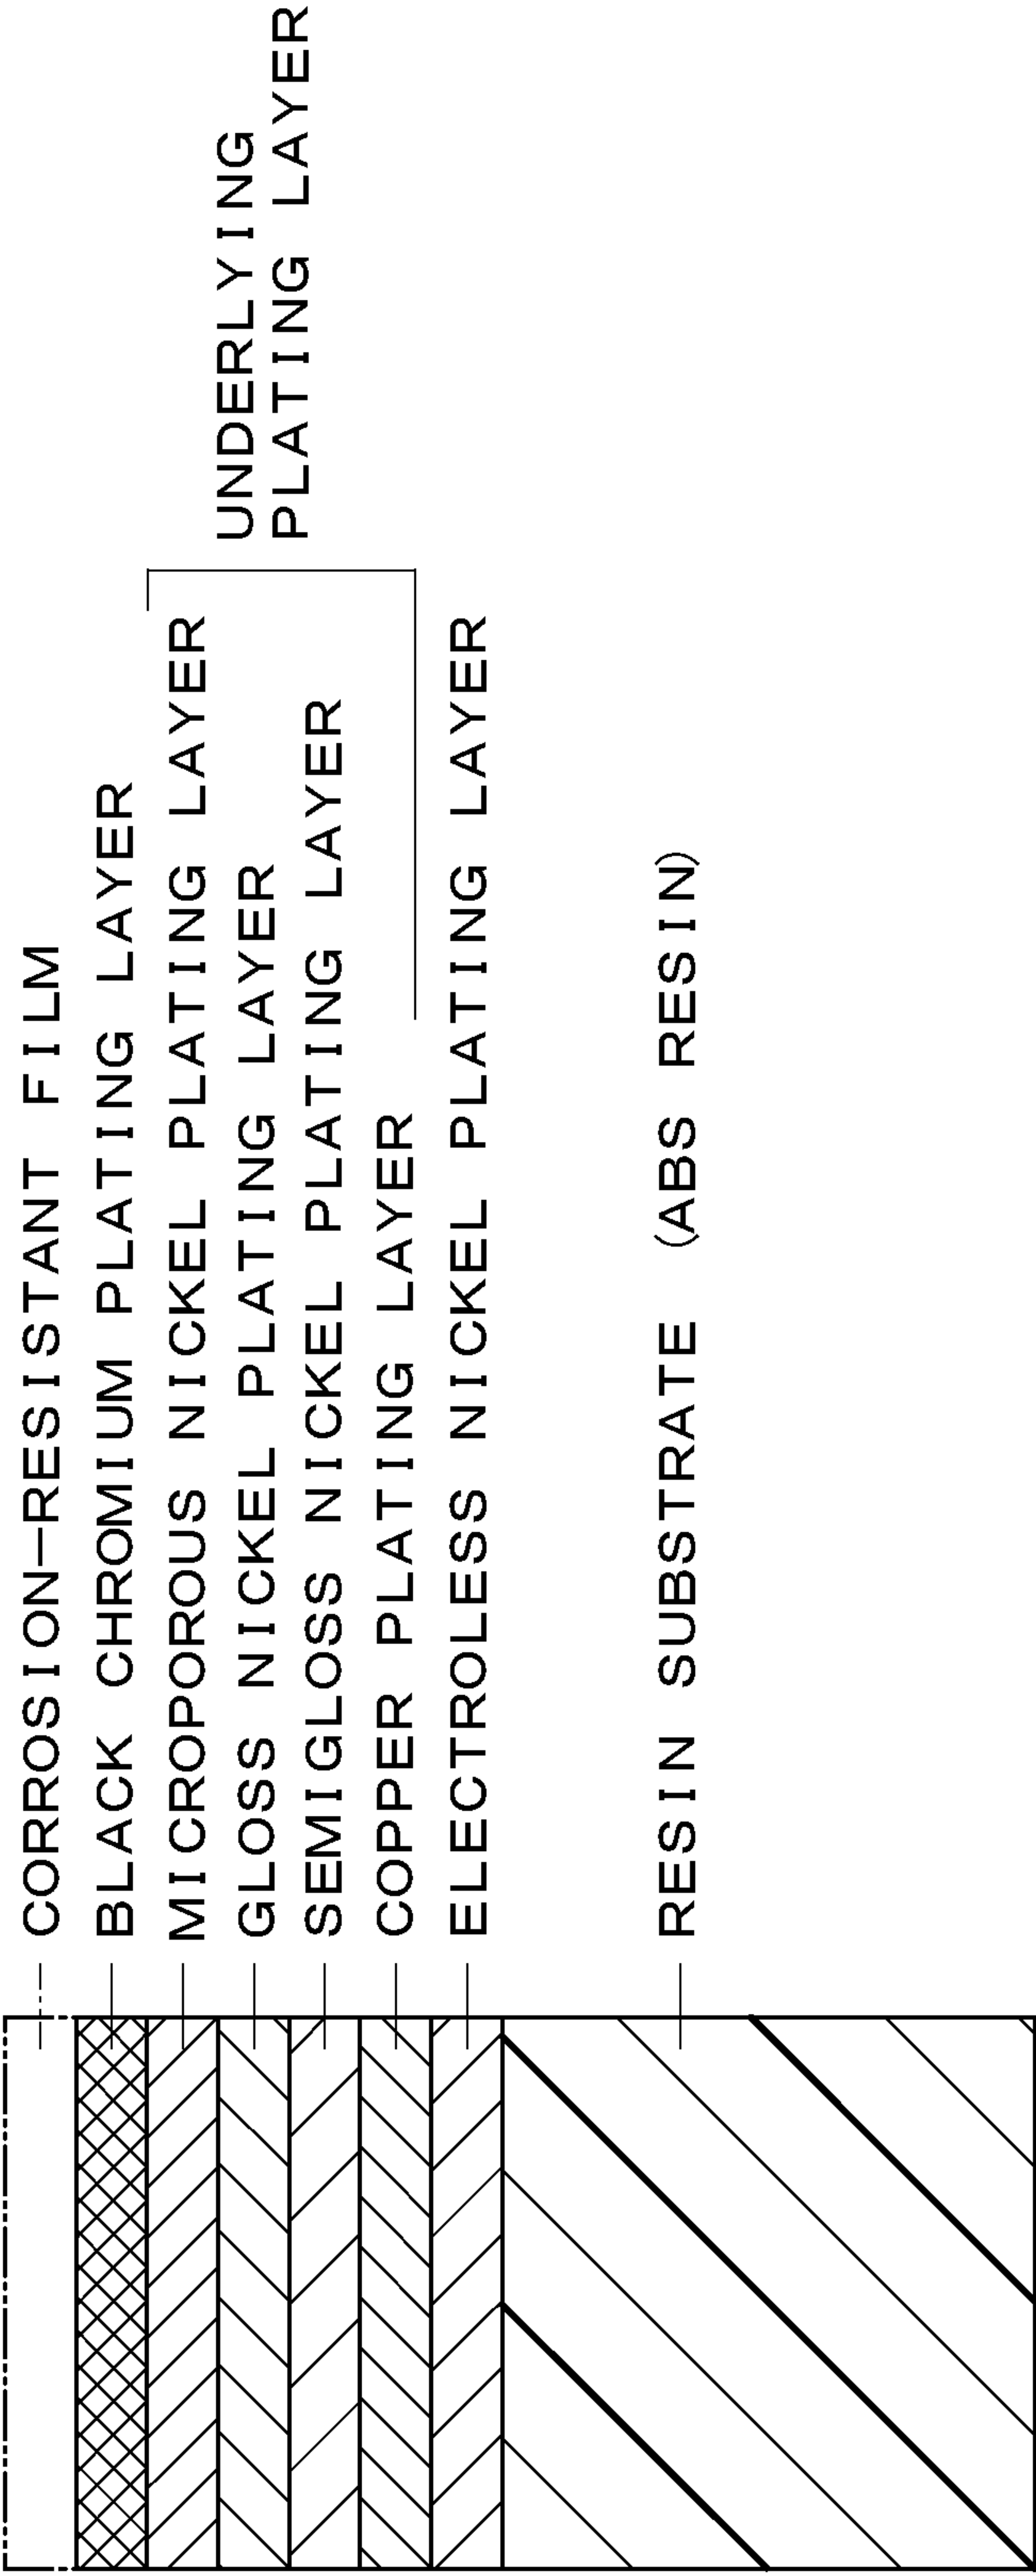 CORROSION-RESISTANT FILM
BLACK CHROMIUM PLATING LAYER
MICROPOROUS NICKEL PLATING LAYER
GLOSS NICKEL PLATING LAYER
SEMIGLOSS NICKEL PLATING LAYER
COPPER PLATING LAYER
ELECTROLESS NICKEL PLATING LAYER
RESIN SUBSTRATE (ABS RESIN)
UNDERLYING
PLATING LAYER